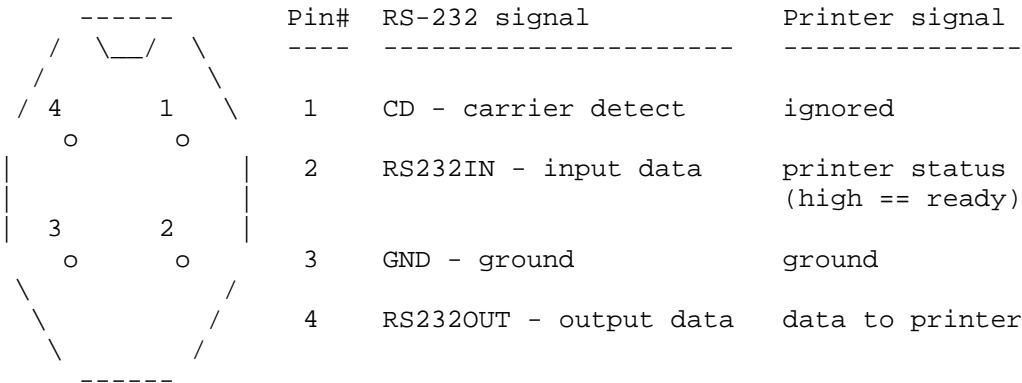 Pin# RS-232 signal Printer signal
---- ---------------------- ---------------
4 1 1 CD - carrier detect ignored
2 RS232IN - input data printer status
(high == ready)
3 2
3 GND - ground ground
4 RS232OUT - output data data to printer